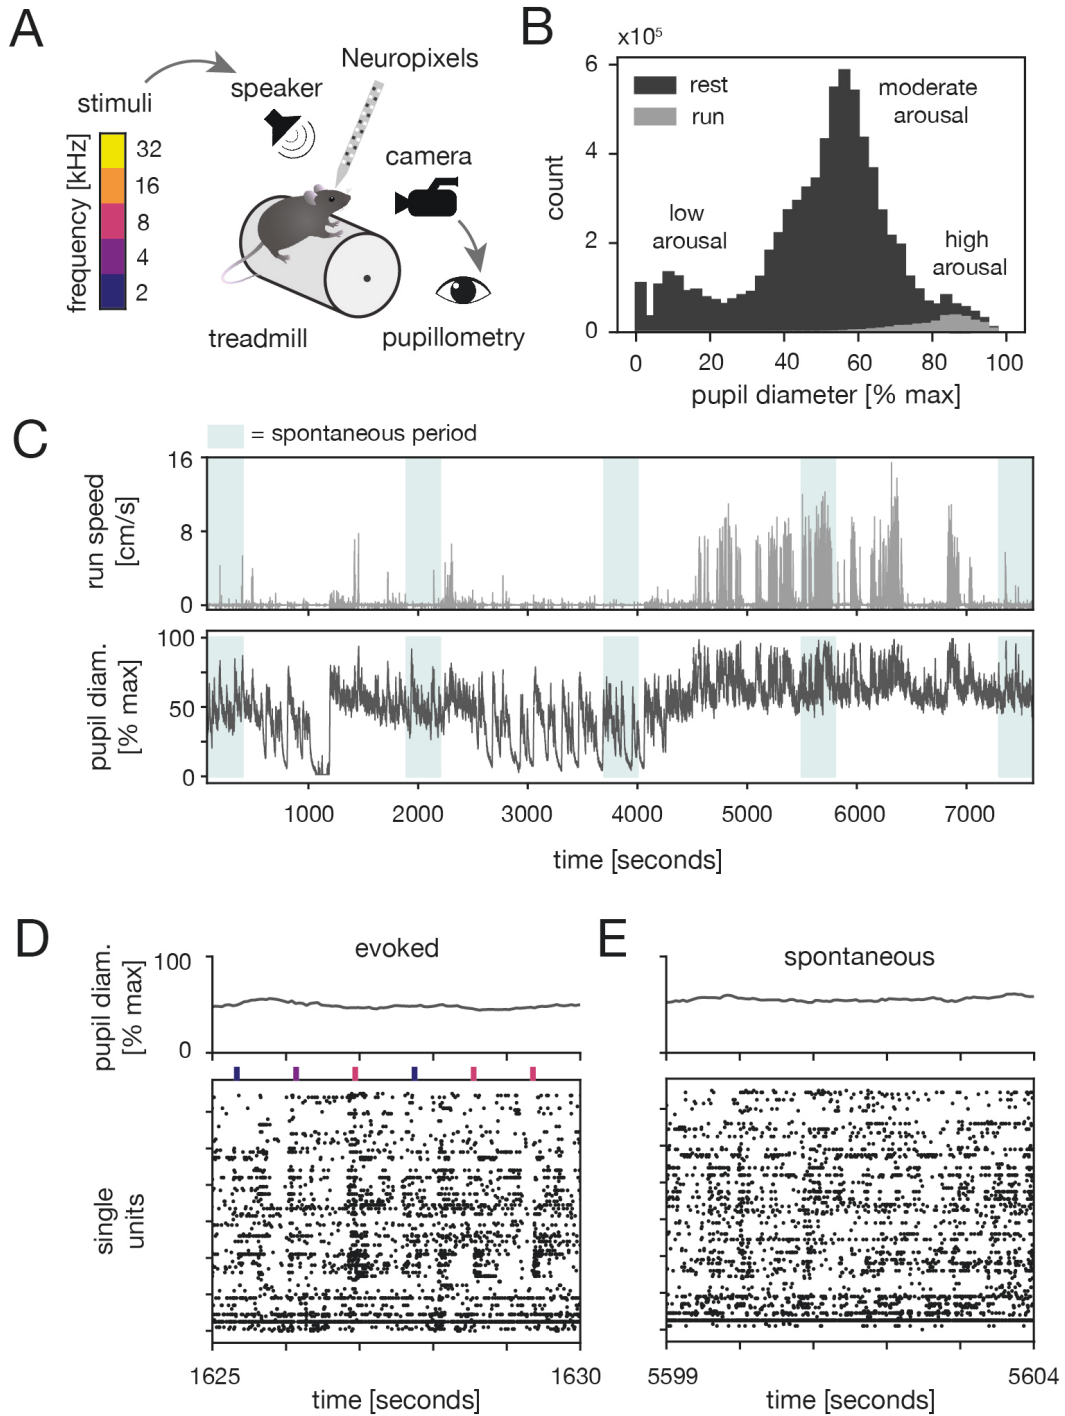 A
stimuli
frequency [kHz]
32
16
8
4
2
speaker
Neuropixels
camera
treadmill
pupillometry
B
x10⁵
6
4
2
0
count
rest
run
moderate
arousal
low
arousal
high
arousal
0 20 40 60 80 100
pupil diameter [% max]
C
= spontaneous period
run speed
[cm/s]
16
8
0
pupil diam.
[% max]
100
50
0
1000 2000 3000 4000 5000 6000 7000
time [seconds]
D
evoked
pupil diam.
[% max]
100
0
single
units
1625 1630
time [seconds]
E
spontaneous
5599 5604
time [seconds]